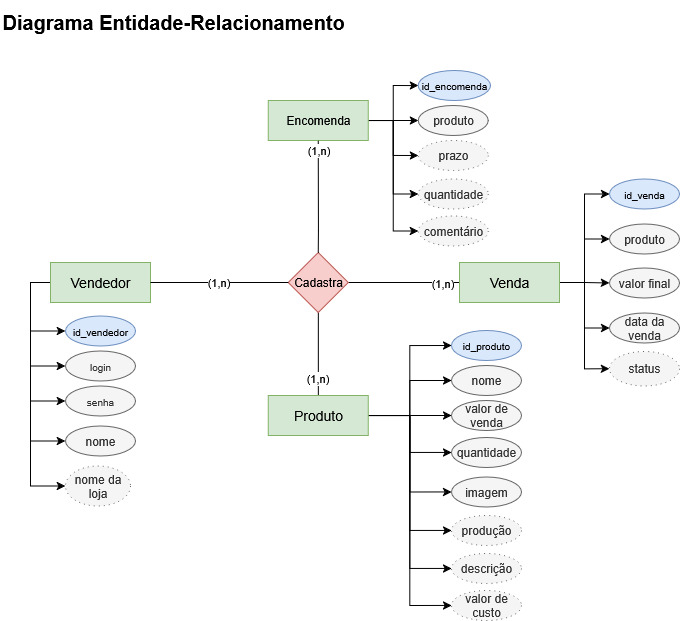 Diagrama Entidade-Relacionamento
Encomenda
id_encomenda
produto
prazo
quantidade
comentário
(1,n)
Vendedor
(1,n)
Cadastra
(1,n)
Venda
id_venda
produto
valor final
data da
venda
status
id_vendedor
login
senha
nome
nome da
loja
(1,n)
Produto
id_produto
nome
valor de
venda
quantidade
imagem
produção
descrição
valor de
custo